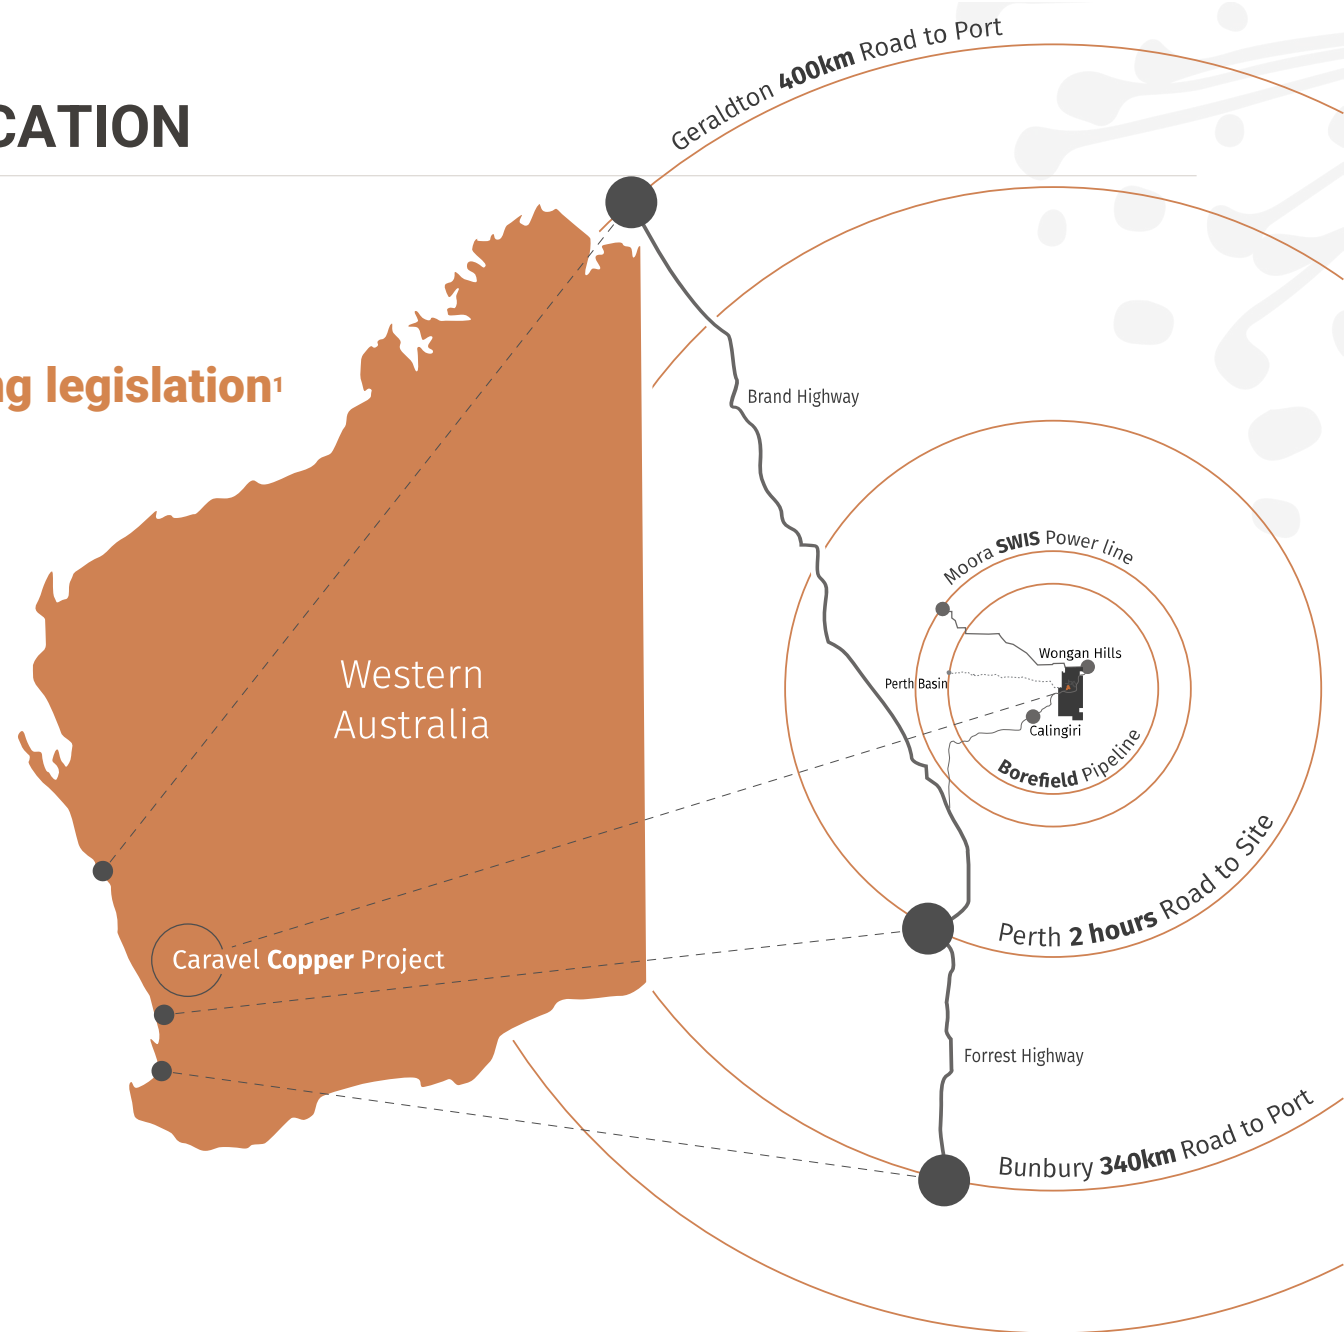 CATION
Geraldton 400km Road to Port
ng legislation¹
Brand Highway
Moora SWIS Power line
Wongan Hills
Perth Basin
Western
Australia
Calingiri
Borefield Pipeline
Perth 2 hours Road to Site
Caravel Copper Project
Forrest Highway
Bunbury 340km Road to Port